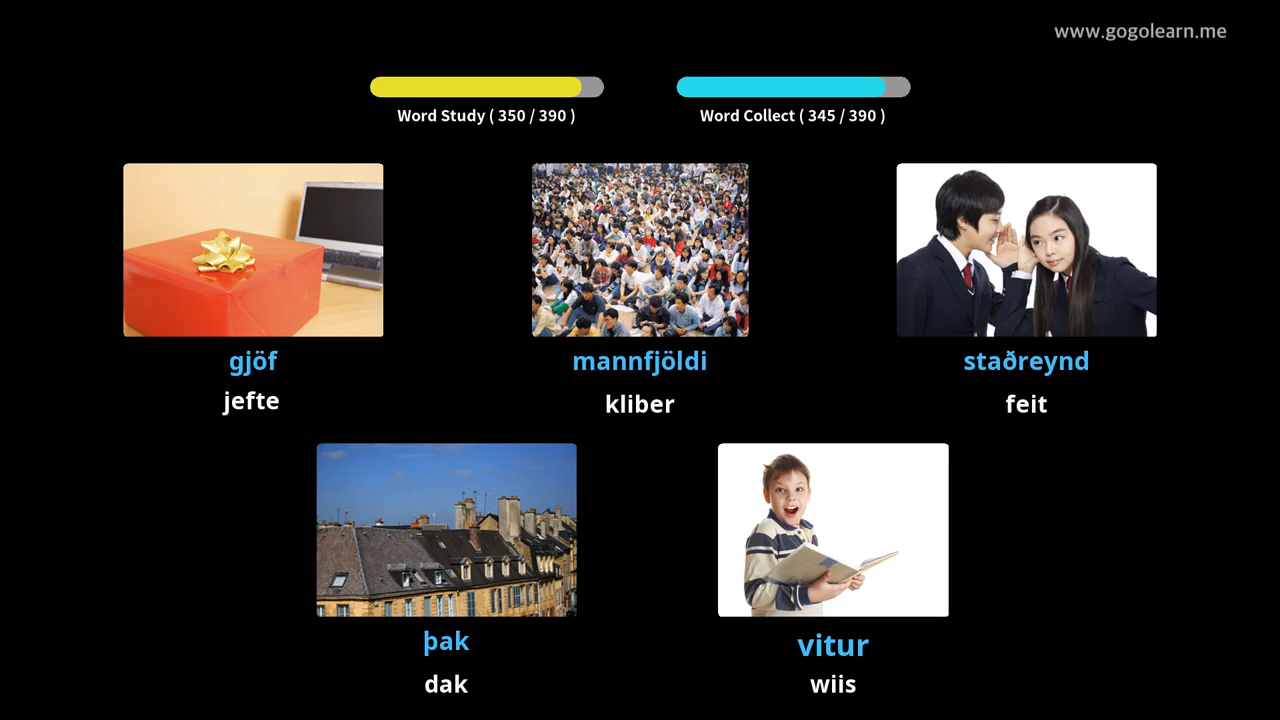 www.gogolearn.me
Word Study ( 350 / 390 )
Word Collect ( 345 / 390 )
gjöf
mannfjöldi
staðreynd
jefte
kliber
feit
þak
vitur
dak
wiis